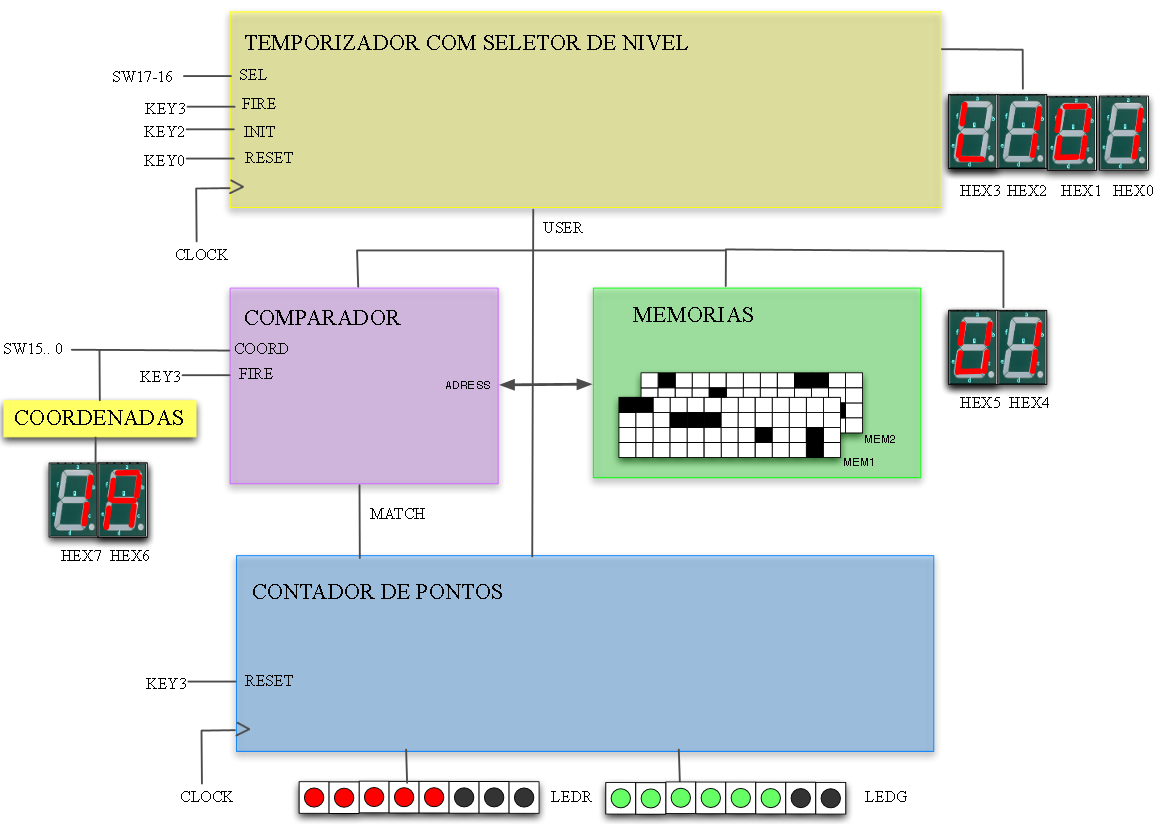 TEMPORIZADOR COM SELETOR DE NIVEL
SW17-16
SEL
KEY3
FIRE
KEY2
INIT
KEY0
RESET
CLOCK
HEX3 HEX2 HEX1 HEX0
USER
COMPARADOR
MEMORIAS
SW15.. 0
COORD
KEY3
FIRE
ADRESS
COORDENADAS
MEM2
MEM1
HEX5 HEX4
MATCH
HEX7 HEX6
CONTADOR DE PONTOS
KEY3
RESET
CLOCK
LEDR
LEDG